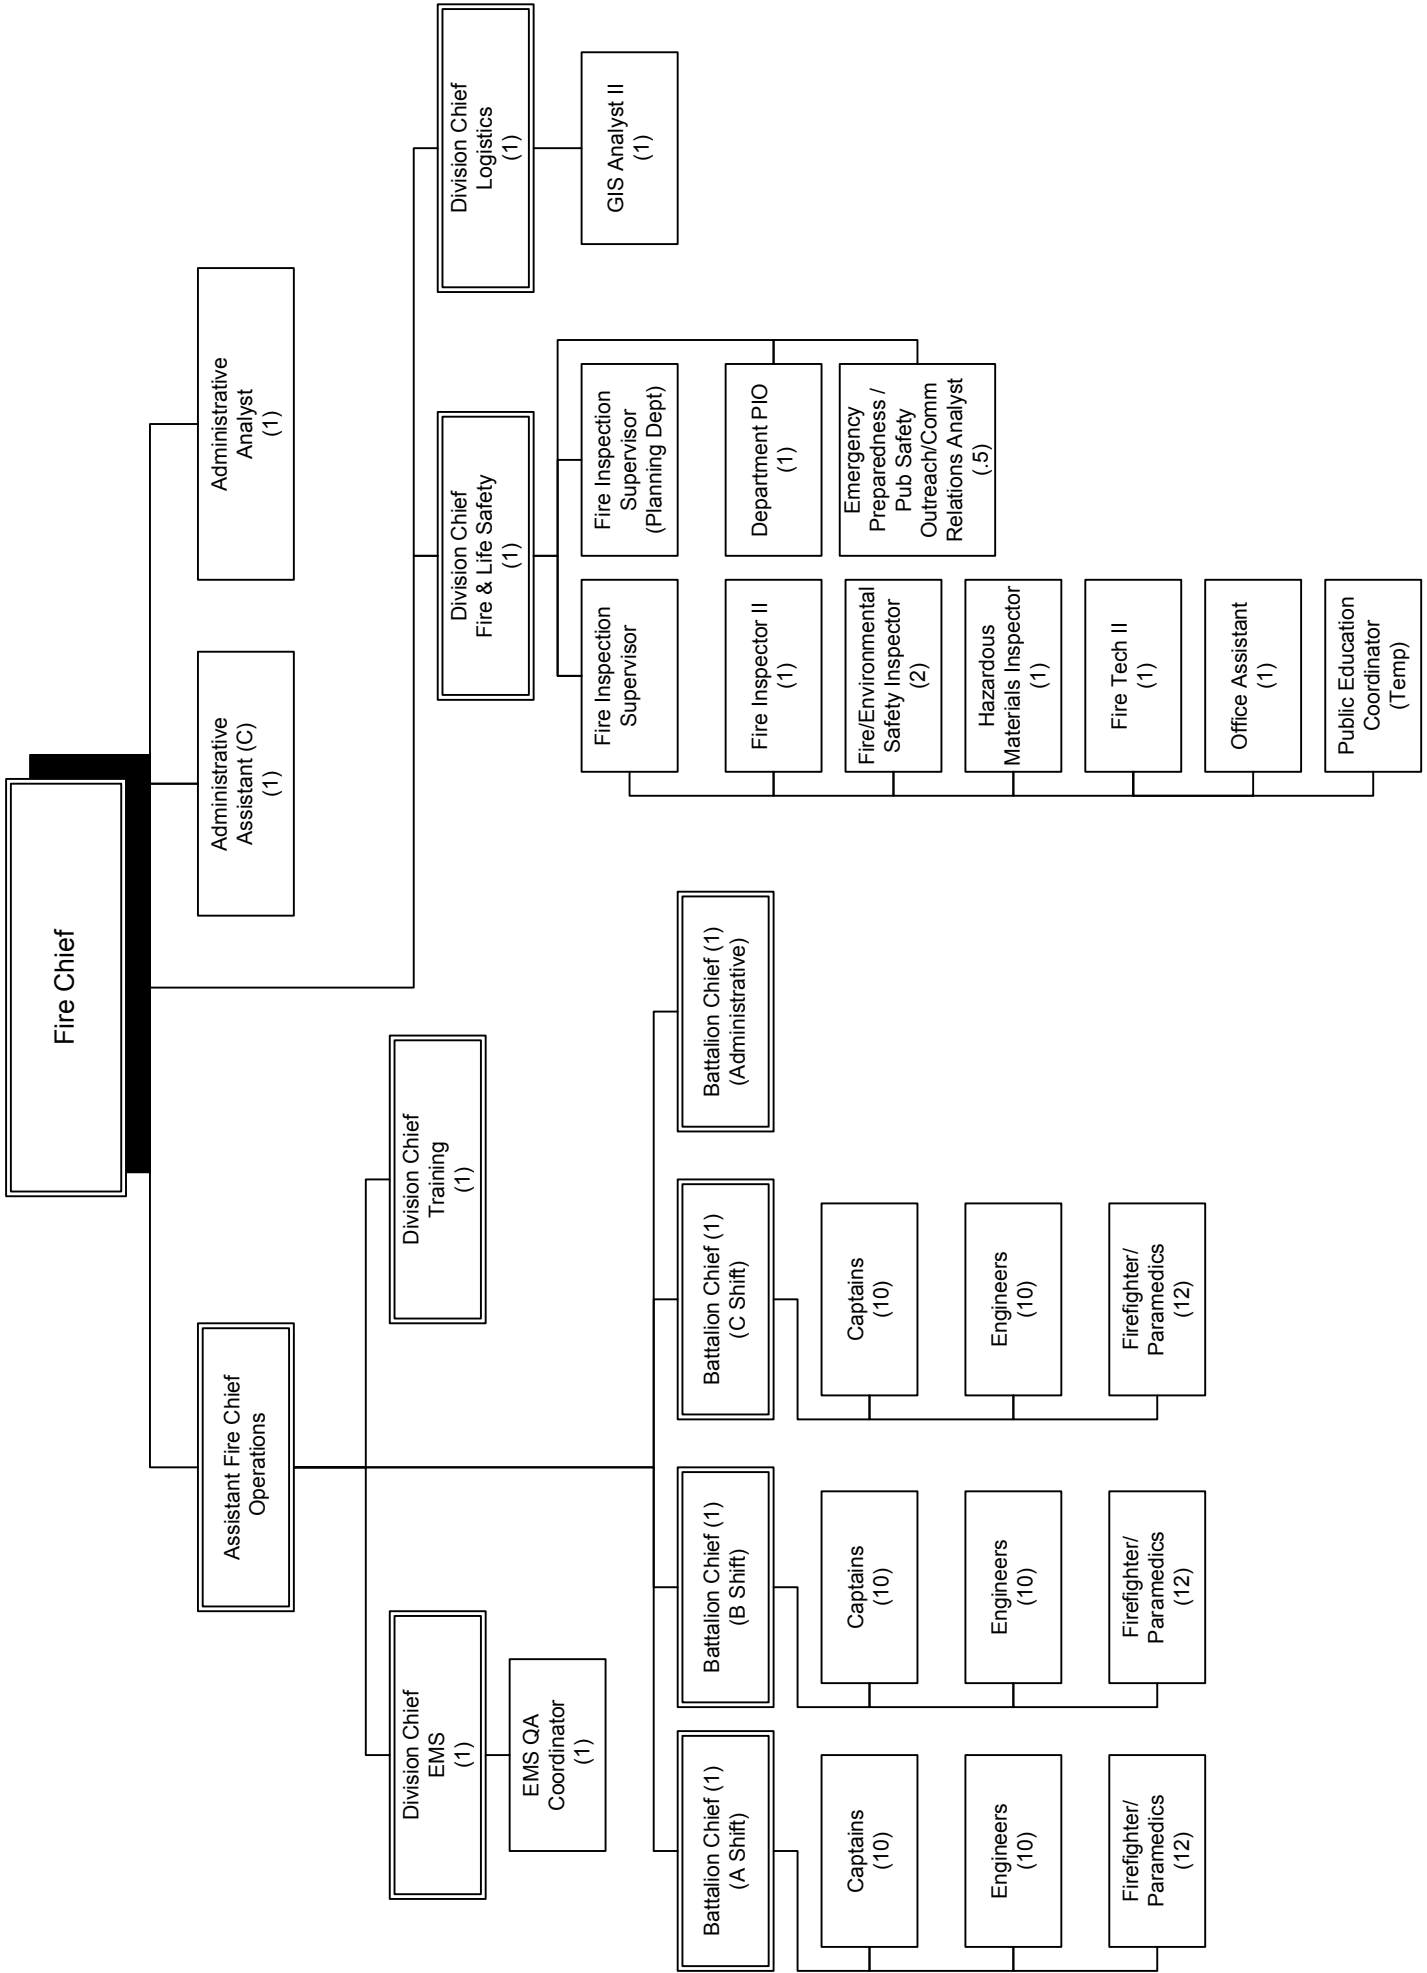 Fire Chief
Assistant Fire Chief
Operations
Administrative
Assistant (C)
(1)
Administrative
Analyst
(1)
Division Chief
EMS
(1)
EMS QA
Coordinator
(1)
Division Chief
Training
(1)
Division Chief
Fire & Life Safety
(1)
Division Chief
Logistics
(1)
GIS Analyst II
(1)
Battalion Chief (1)
(A Shift)
Captains
(10)
Engineers
(10)
Firefighter/
Paramedics
(12)
Battalion Chief (1)
(B Shift)
Captains
(10)
Engineers
(10)
Firefighter/
Paramedics
(12)
Battalion Chief (1)
(C Shift)
Captains
(10)
Engineers
(10)
Firefighter/
Paramedics
(12)
Battalion Chief (1)
(Administrative)
Fire Inspection
Supervisor
Fire Inspector II
(1)
Fire/Environmental
Safety Inspector
(2)
Hazardous
Materials Inspector
(1)
Fire Tech II
(1)
Office Assistant
(1)
Public Education
Coordinator
(Temp)
Fire Inspection
Supervisor
(Planning Dept)
Department PIO
(1)
Emergency
Preparedness /
Pub Safety
Outreach/Comm
Relations Analyst
(.5)